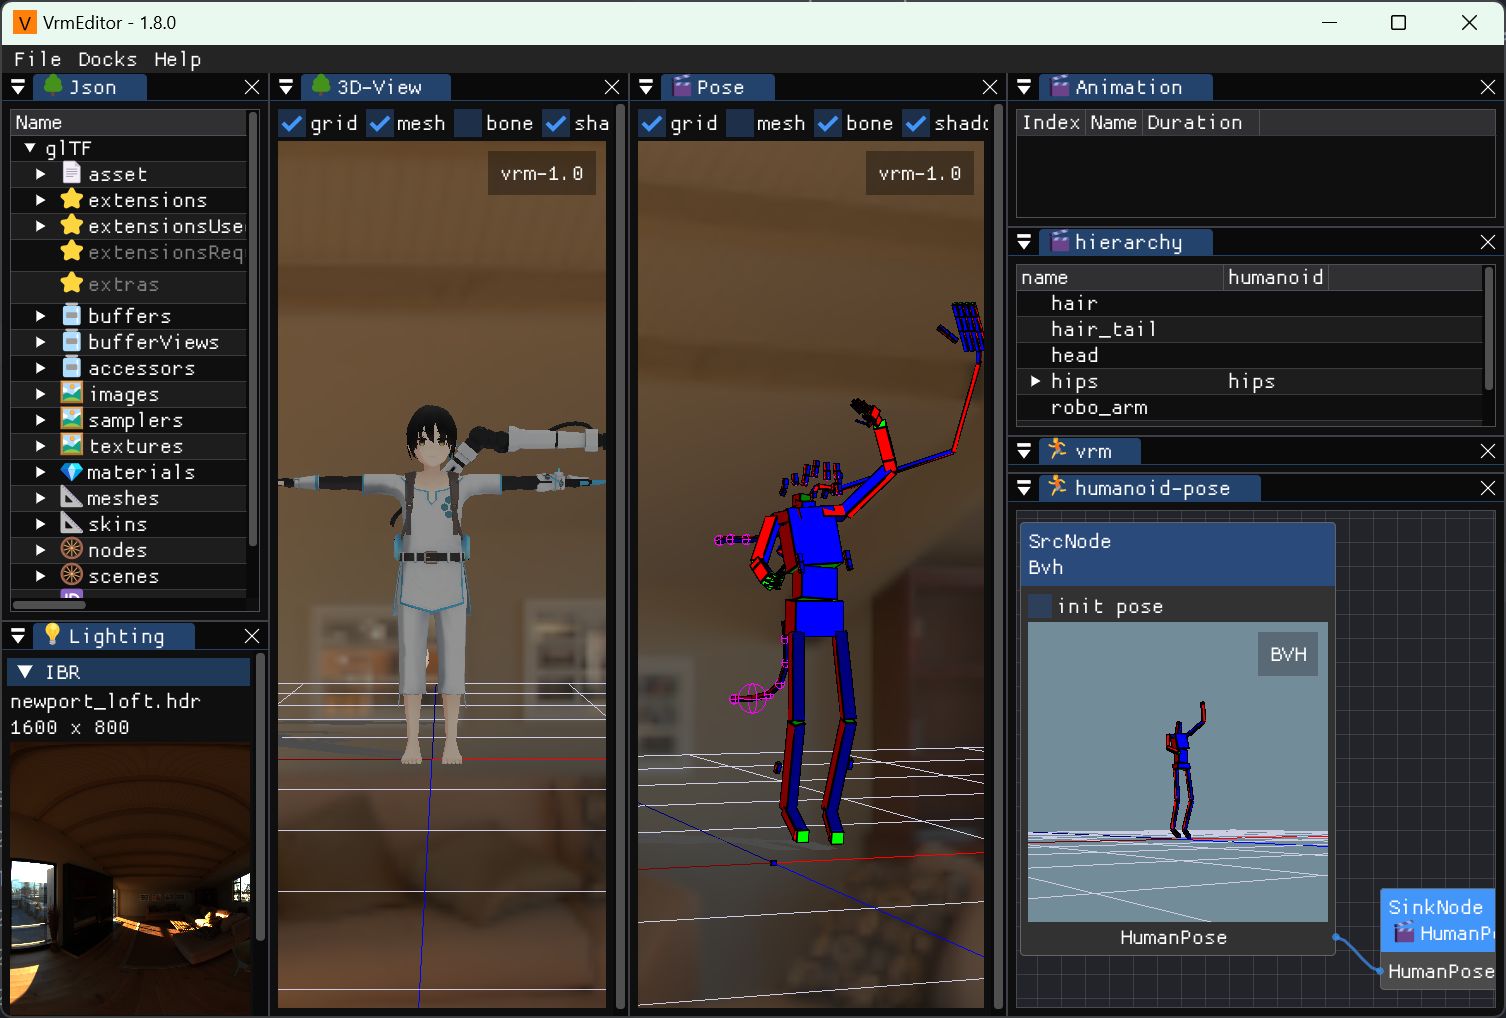 V VrmEditor - 1.8.0
File Docks Help
Json
Name
glTF
asset
extensions
extensionsUse
extensionsReq
extras
buffers
bufferViews
accessors
images
samplers
textures
materials
meshes
skins
nodes
scenes
Lighting
IBR
newport_loft.hdr
1600 x 800
3D-View
grid mesh bone sha
vrm-1.0
Pose
grid mesh bone shado
vrm-1.0
Animation
Index Name Duration
hierarchy
name humanoid
hair
hair_tail
head
hips hips
robo_arm
vrm
humanoid-pose
SrcNode
Bvh
init pose
BVH
HumanPose
SinkNode
HumanP
HumanPose